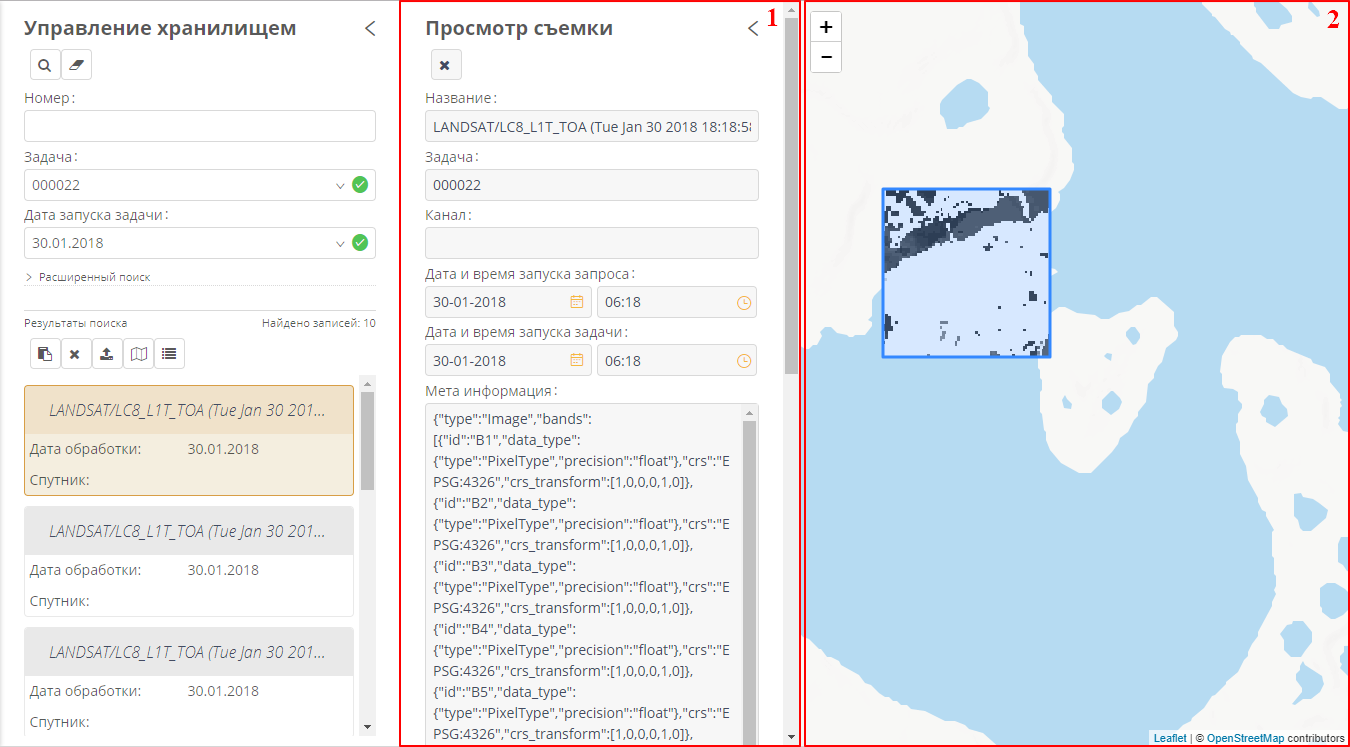 Управление хранилищем
Номер:
Задача:
000022
Дата запуска задачи:
30.01.2018
Расширенный поиск
Результаты поиска Найдено записей: 10
LANDSAT/LC8_L1T_TOA (Tue Jan 30 201...
Дата обработки: 30.01.2018
Спутник:
LANDSAT/LC8_L1T_TOA (Tue Jan 30 201...
Дата обработки: 30.01.2018
Спутник:
LANDSAT/LC8_L1T_TOA (Tue Jan 30 201...
Дата обработки: 30.01.2018
Спутник:
Просмотр съемки
1
Название:
LANDSAT/LC8_L1T_TOA (Tue Jan 30 2018 18:18:58
Задача:
000022
Канал:
Дата и время запуска запроса:
30-01-2018 06:18
Дата и время запуска задачи:
30-01-2018 06:18
Мета информация:
{"type":"Image","bands":
[{"id":"B1","data_type":
{"type":"PixelType","precision":"float"},"crs":"E
PSG:4326","crs_transform":[1,0,0,0,1,0]},
{"id":"B2","data_type":
{"type":"PixelType","precision":"float"},"crs":"E
PSG:4326","crs_transform":[1,0,0,0,1,0]},
{"id":"B3","data_type":
{"type":"PixelType","precision":"float"},"crs":"E
PSG:4326","crs_transform":[1,0,0,0,1,0]},
{"id":"B4","data_type":
{"type":"PixelType","precision":"float"},"crs":"E
PSG:4326","crs_transform":[1,0,0,0,1,0]},
{"id":"B5","data_type":
{"type":"PixelType","precision":"float"},"crs":"E
PSG:4326","crs_transform":[1,0,0,0,1,0]},
+
−
2
Leaflet | © OpenStreetMap contributors